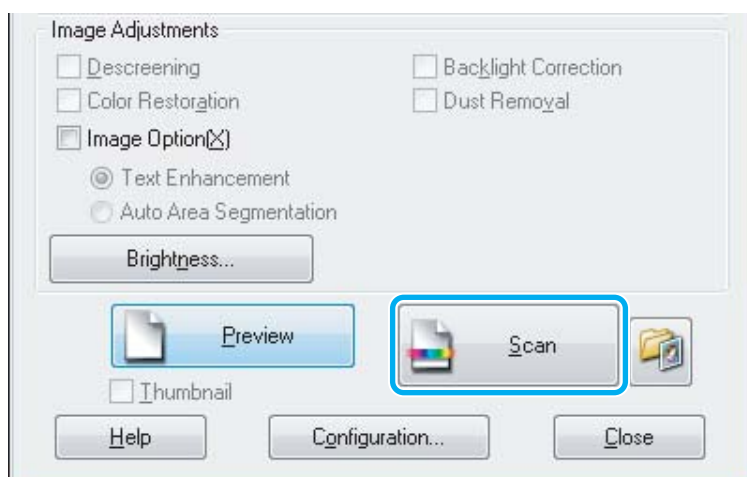 Image Adjustments
Descreening Backlight Correction
Color Restoration Dust Removal
Image Option(X)
Text Enhancement
Auto Area Segmentation
Brightness...
Preview Scan
Thumbnail
Help Configuration... Close